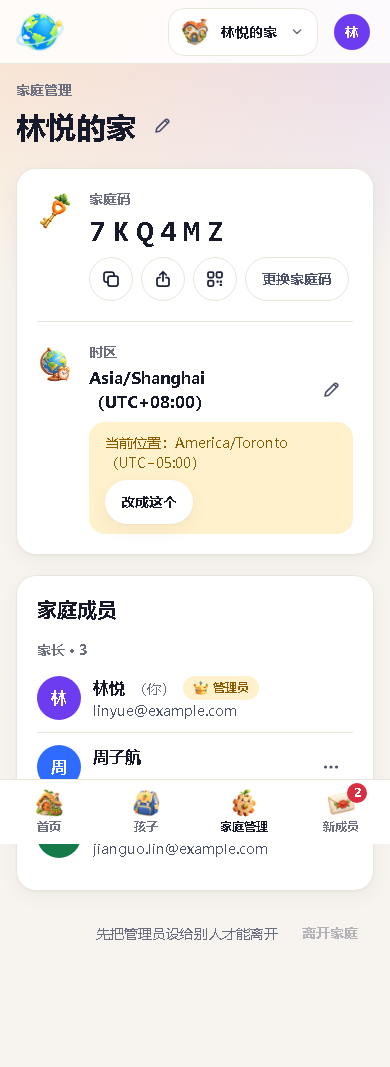 林悦的家
林
家庭管理
林悦的家
家庭码
7KQ4MZ
更换家庭码
时区
Asia/Shanghai
（UTC+08:00）
当前位置：America/Toronto
（UTC−05:00）
改成这个
家庭成员
家长 • 3
林
林悦 （你） 管理员
linyue@example.com
周
周子航
首页
孩子
家庭管理
2
新成员
jianguo.lin@example.com
先把管理员设给别人才能离开
离开家庭